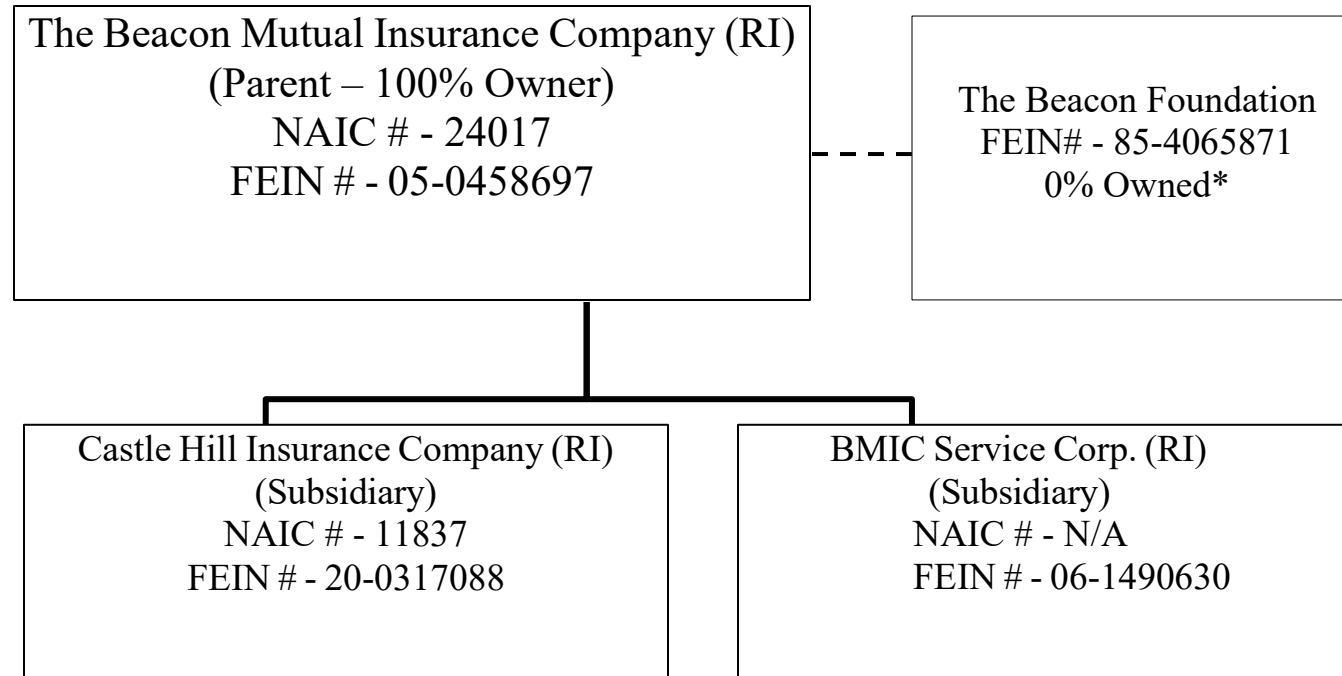 The Beacon Mutual Insurance Company (RI)
(Parent – 100% Owner)
NAIC # - 24017
FEIN # - 05-0458697
The Beacon Foundation
FEIN# - 85-4065871
0% Owned*
Castle Hill Insurance Company (RI)
(Subsidiary)
NAIC # - 11837
FEIN # - 20-0317088
BMIC Service Corp. (RI)
(Subsidiary)
NAIC # - N/A
FEIN # - 06-1490630